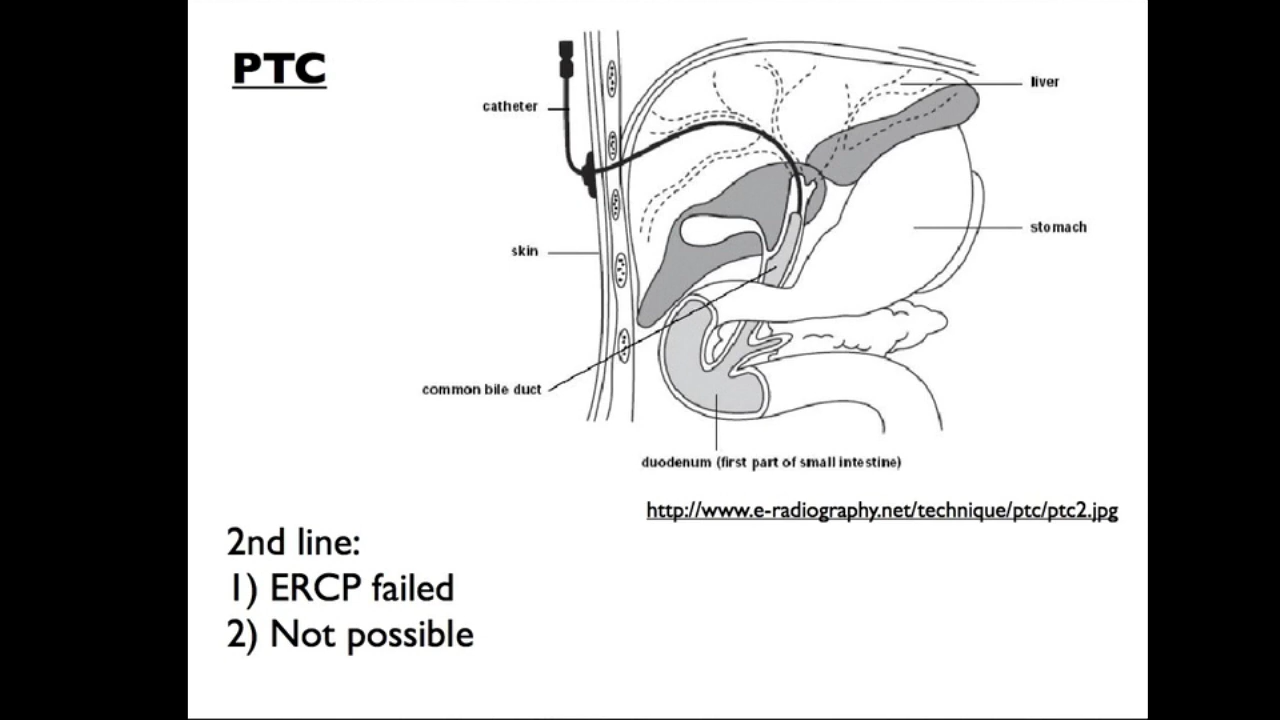 PTC
liver
catheter
stomach
skin
common bile duct
duodenum (first part of small intestine)
http://www.e-radiography.net/technique/ptc/ptc2.jpg
2nd line:
1) ERCP failed
2) Not possible